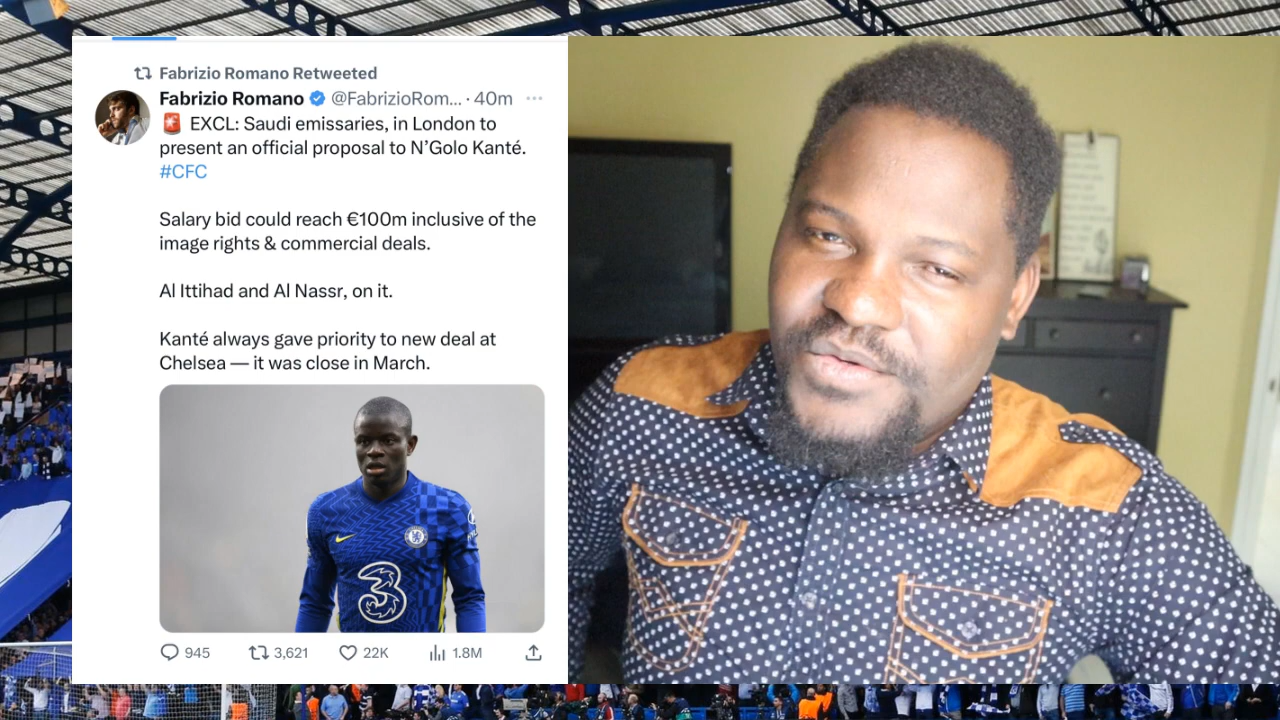 Fabrizio Romano Retweeted
Fabrizio Romano @FabrizioRom... · 40m
🚨 EXCL: Saudi emissaries, in London to
present an official proposal to N’Golo Kanté.
#CFC
Salary bid could reach €100m inclusive of the
image rights & commercial deals.
Al Ittihad and Al Nassr, on it.
Kanté always gave priority to new deal at
Chelsea — it was close in March.
3
945 3,621 22K 1.8M